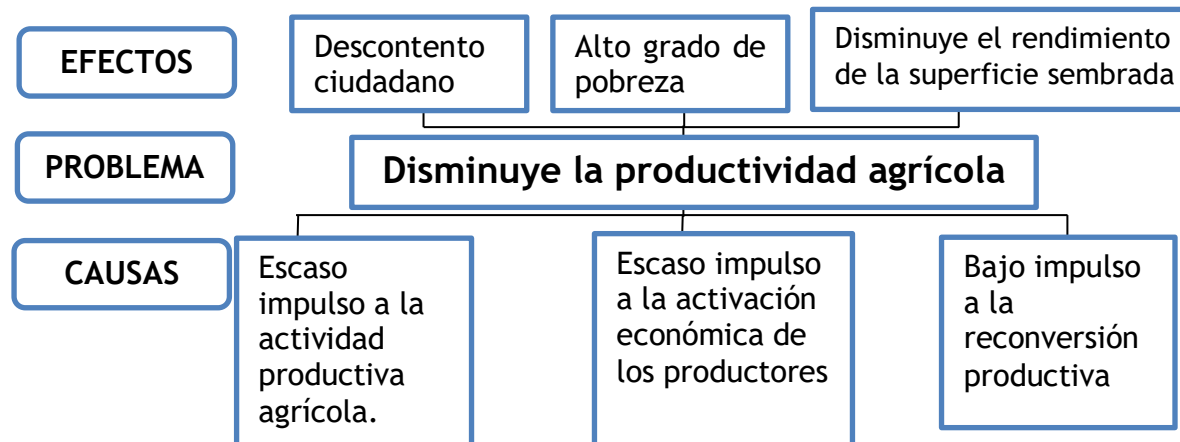 EFECTOS
Descontento
ciudadano
Alto grado de
pobreza
Disminuye el rendimiento
de la superficie sembrada
PROBLEMA
Disminuye la productividad agrícola
CAUSAS
Escaso
impulso a la
actividad
productiva
agrícola.
Escaso impulso
a la activación
económica de
los productores
Bajo impulso
a la
reconversión
productiva